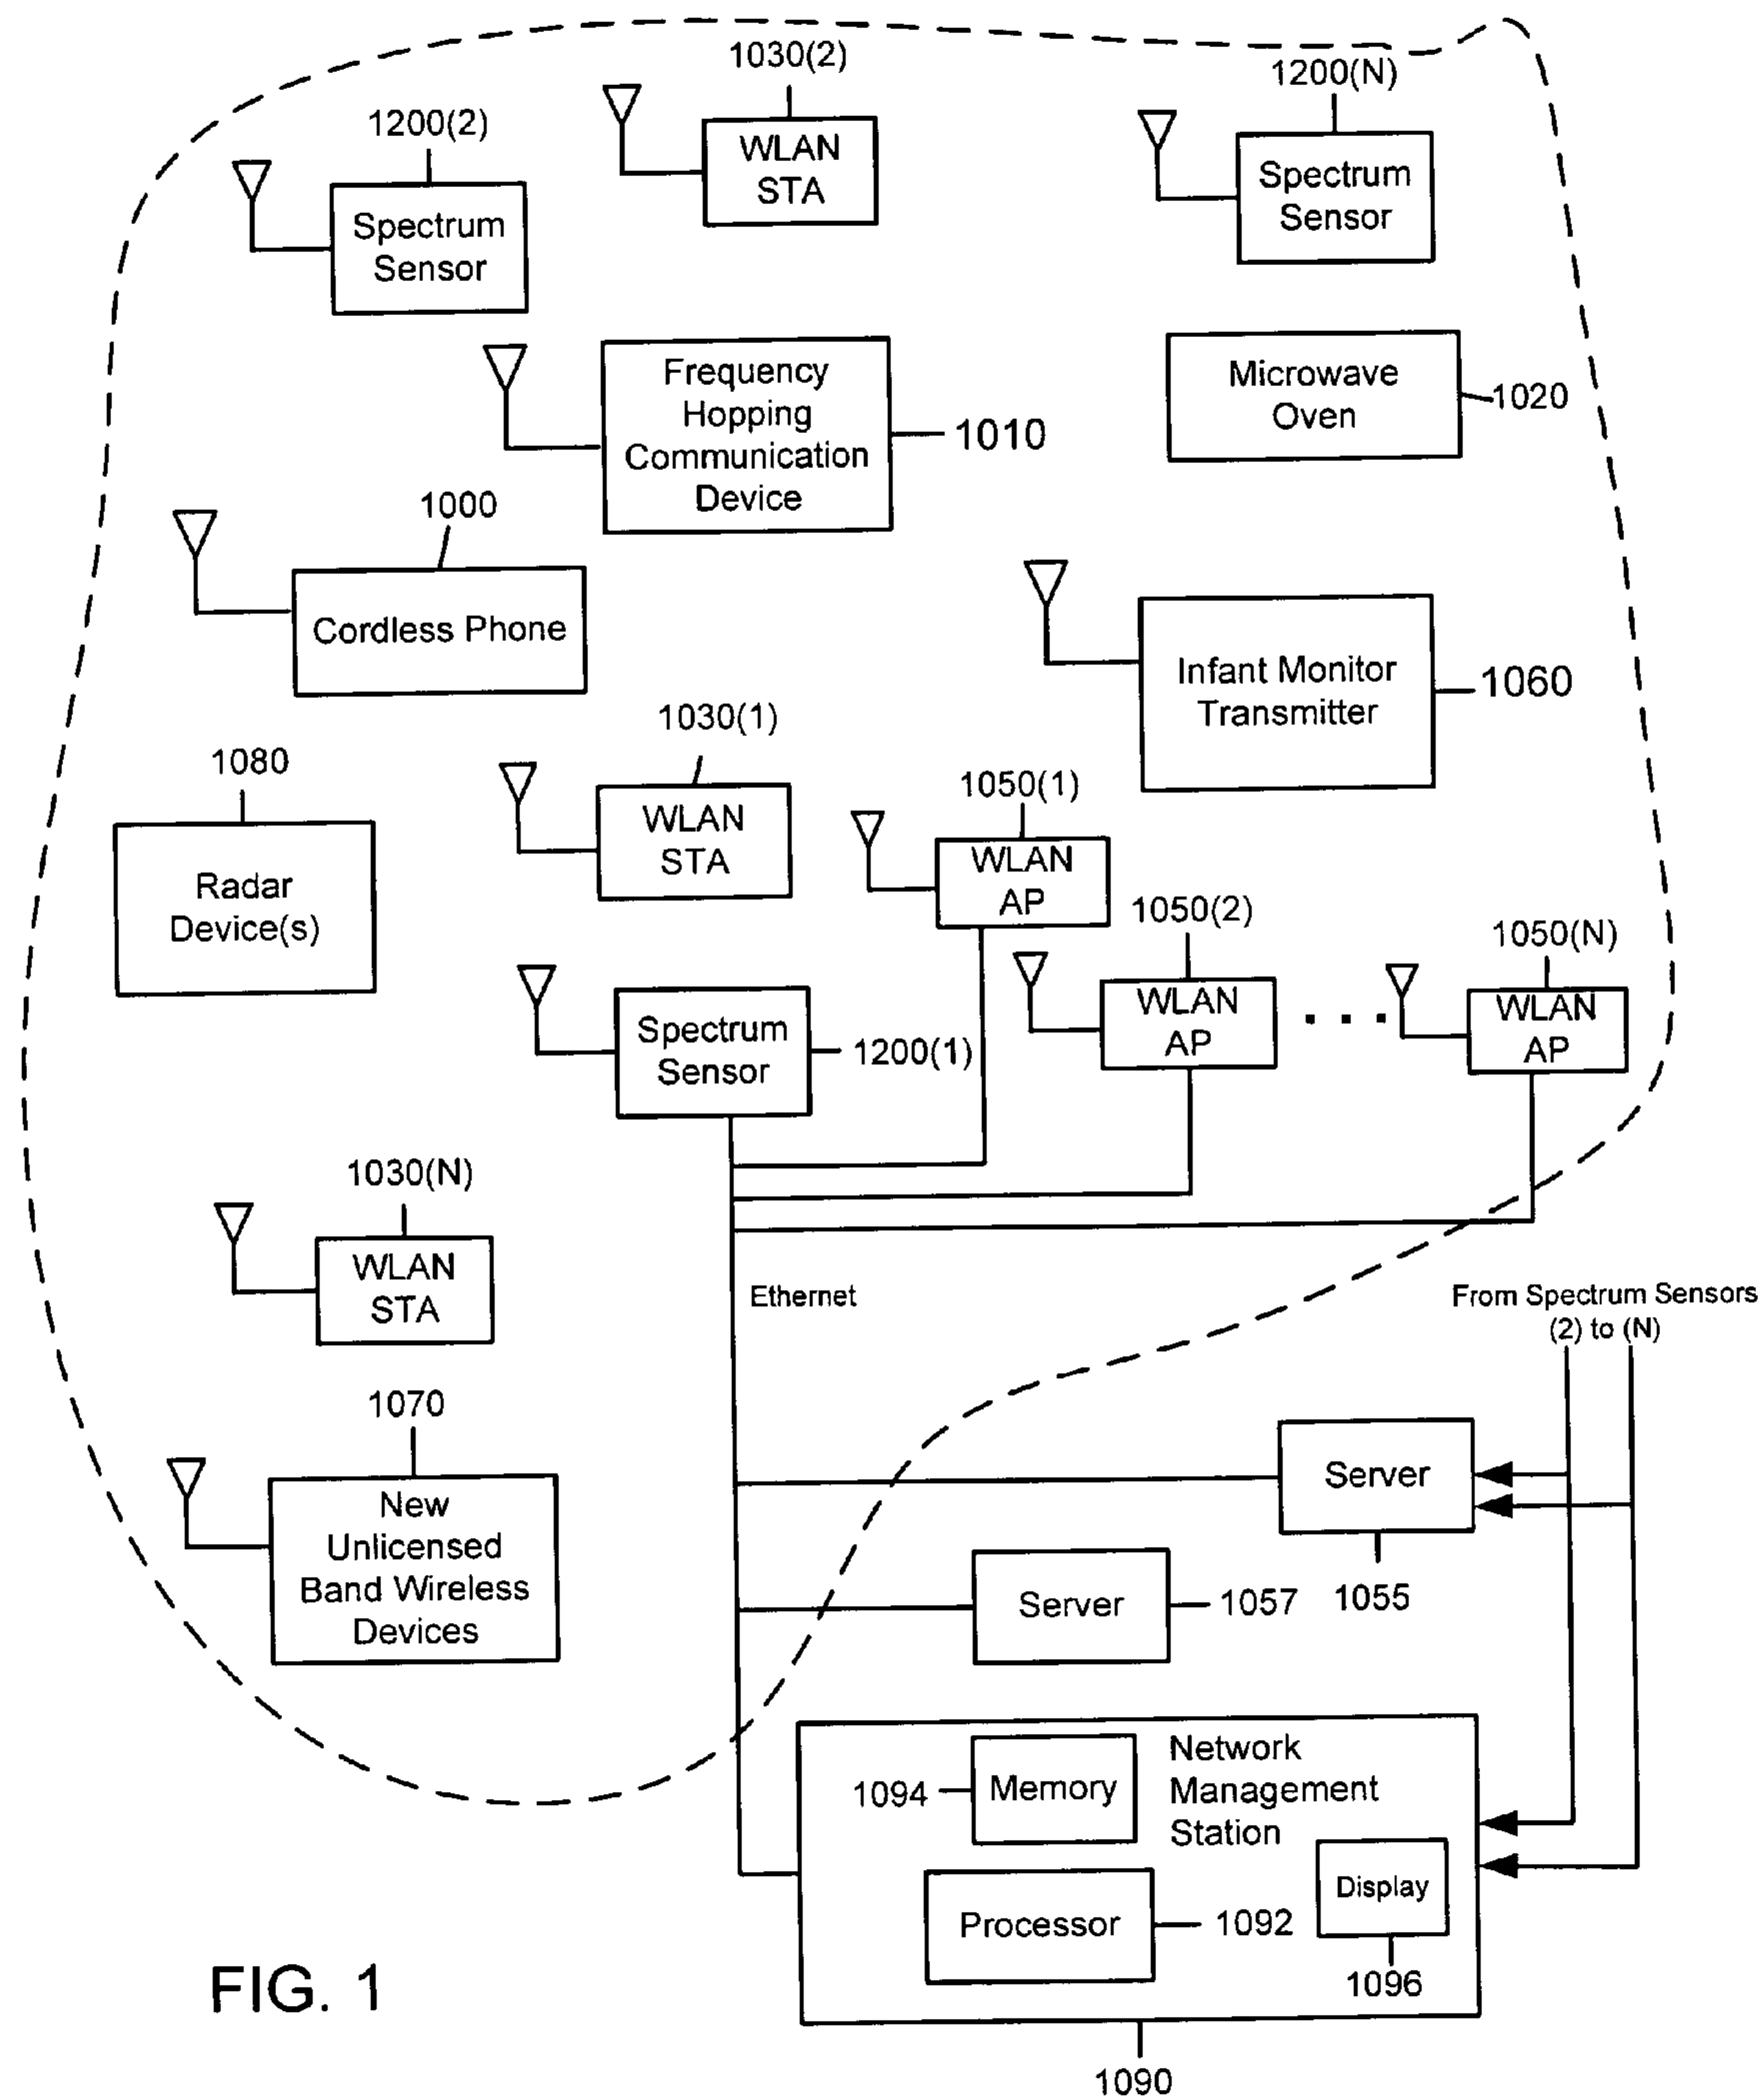 1030(2)
1200(N)
1200(2)
WLAN
STA
Spectrum
Sensor
Spectrum
Sensor
Frequency
Hopping
Communication
Device
1010
Microwave
Oven
1020
1000
Cordless Phone
Infant Monitor
Transmitter
1060
1030(1)
1080
WLAN
STA
1050(1)
WLAN
AP
Radar
Device(s)
1050(2)
1050(N)
WLAN
AP
. . .
WLAN
AP
Spectrum
Sensor
1200(1)
1030(N)
WLAN
STA
Ethernet
From Spectrum Sensors
(2) to (N)
1070
New
Unlicensed
Band Wireless
Devices
Server
1055
Server
1057
Network
Management
Station
1094
Memory
Display
1096
Processor
1092
1090
FIG. 1